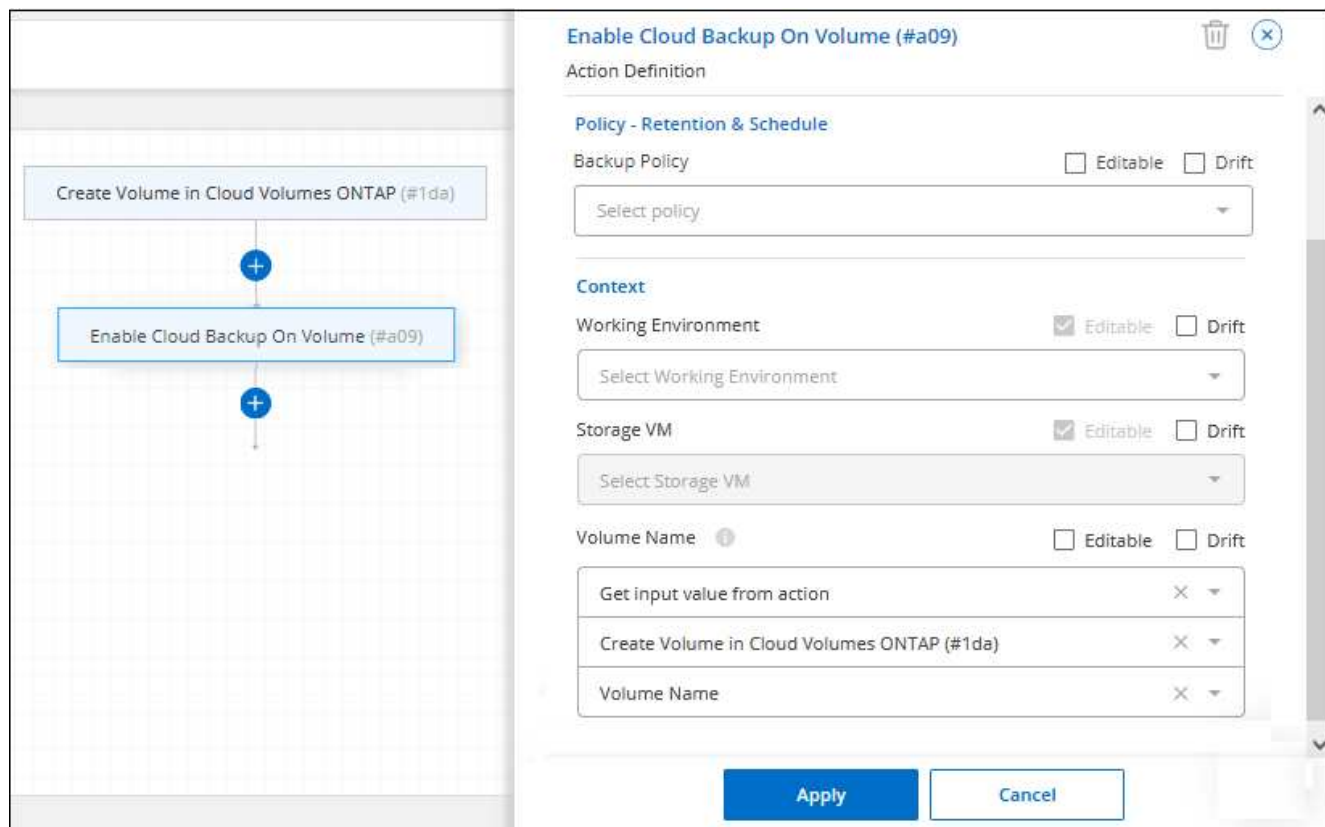 Create Volume in Cloud Volumes ONTAP (#1da)
Enable Cloud Backup On Volume (#a09)
Enable Cloud Backup On Volume (#a09)
Action Definition
Policy - Retention & Schedule
Backup Policy Editable Drift
Select policy
Context
Working Environment Editable Drift
Select Working Environment
Storage VM Editable Drift
Select Storage VM
Volume Name Editable Drift
Get input value from action
Create Volume in Cloud Volumes ONTAP (#1da)
Volume Name
Apply Cancel